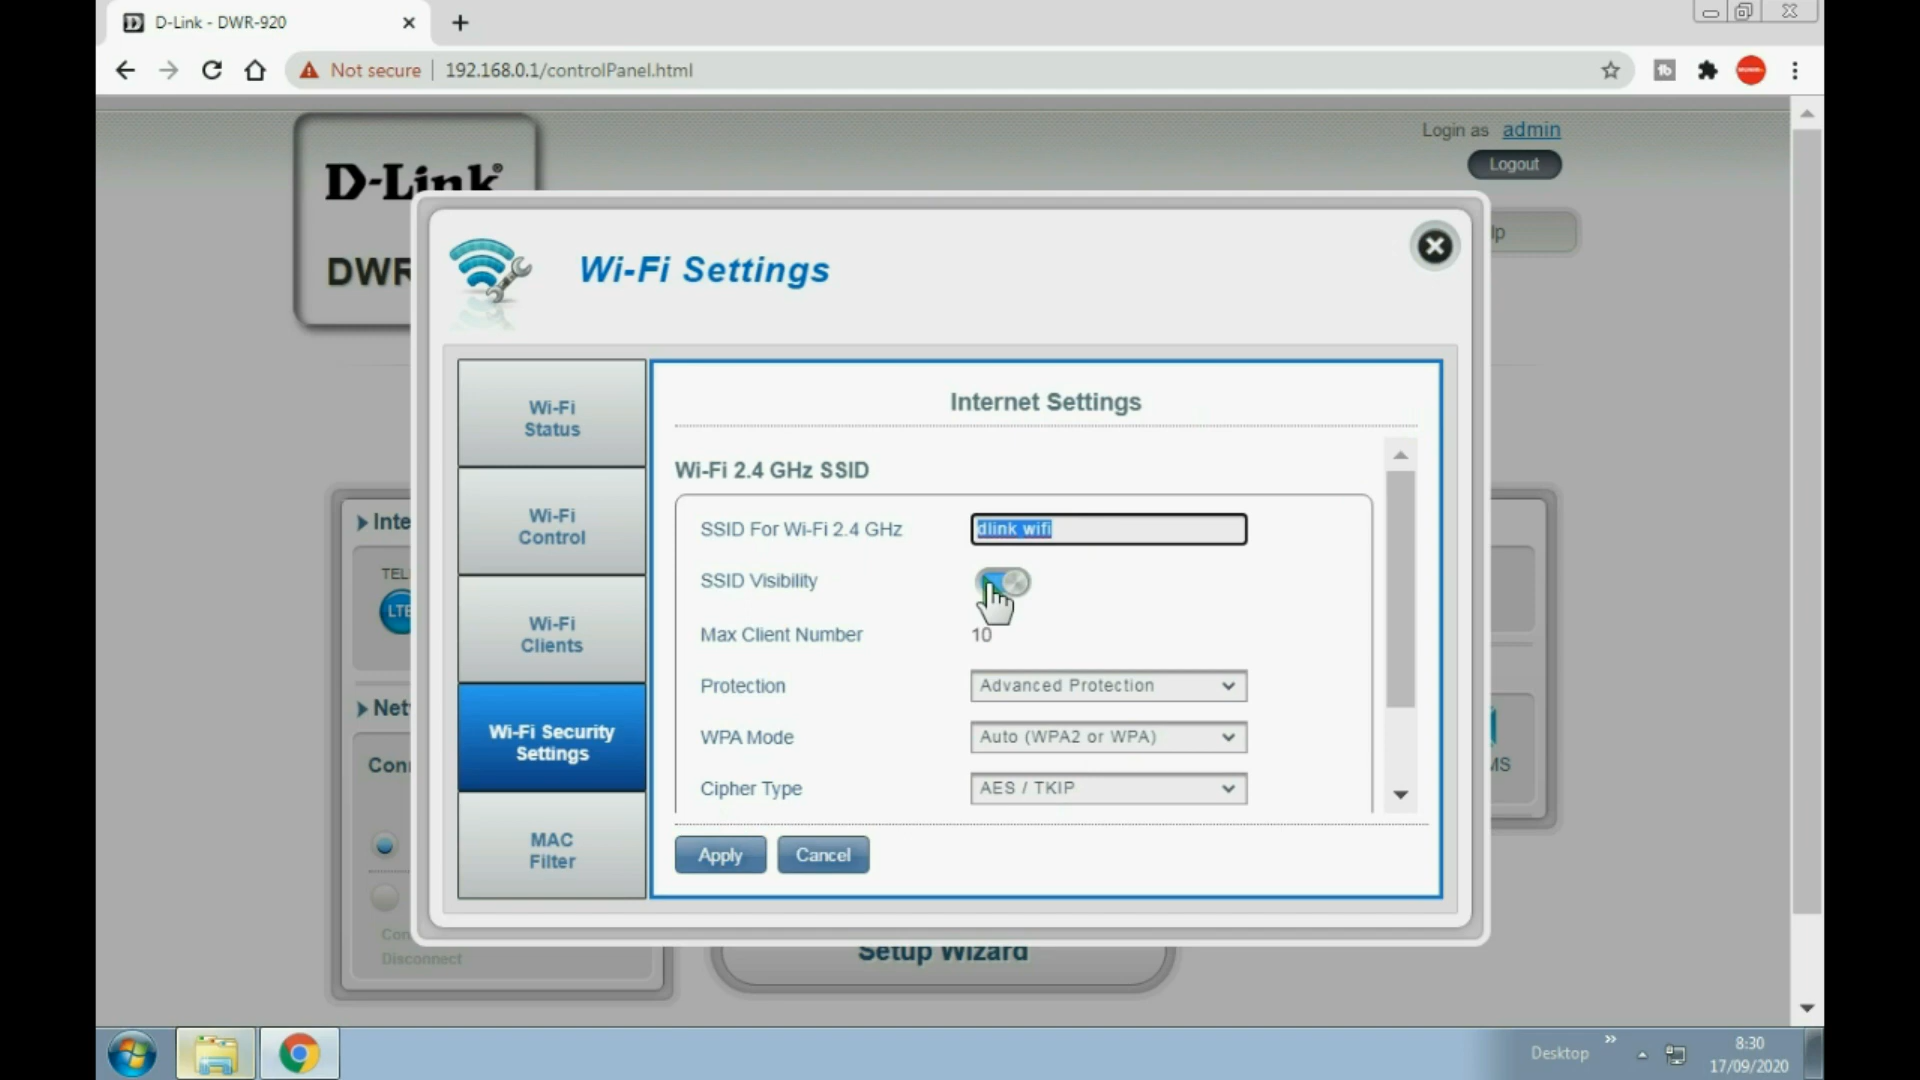 D-Link - DWR-920
Not secure
192.168.0.1/controlPanel.html
Login as admin
Logout
D-Link
DWR
lp
Wi-Fi Settings
Wi-Fi
Status
Wi-Fi
Control
Wi-Fi
Clients
Wi-Fi Security
Settings
MAC
Filter
Internet Settings
Wi-Fi 2.4 GHz SSID
SSID For Wi-Fi 2.4 GHz
dlink wifi
SSID Visibility
Max Client Number
10
Protection
Advanced Protection
WPA Mode
Auto (WPA2 or WPA)
Cipher Type
AES / TKIP
Apply
Cancel
Inte
TEL
LTE
Net
Con
Con
Disconnect
MS
Setup Wizard
Desktop
8:30
17/09/2020